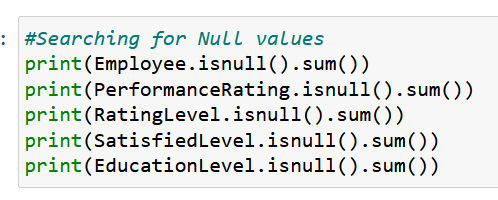 :
#Searching for Null values
print(Employee.isnull().sum())
print(PerformanceRating.isnull().sum())
print(RatingLevel.isnull().sum())
print(SatisfiedLevel.isnull().sum())
print(EducationLevel.isnull().sum())